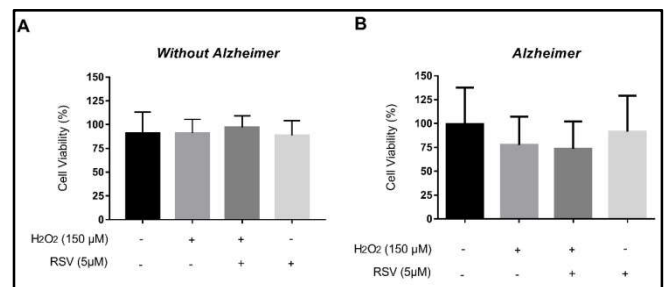 A
Without Alzheimer
Cell Viability (%)
150
125
100
75
50
25
0
H2O2 (150 µM) - + + -
RSV (5µM) - - + +
B
Alzheimer
Cell Viability (%)
150
125
100
75
50
25
0
H2O2 (150 µM) - + + -
RSV (5µM) - - + +